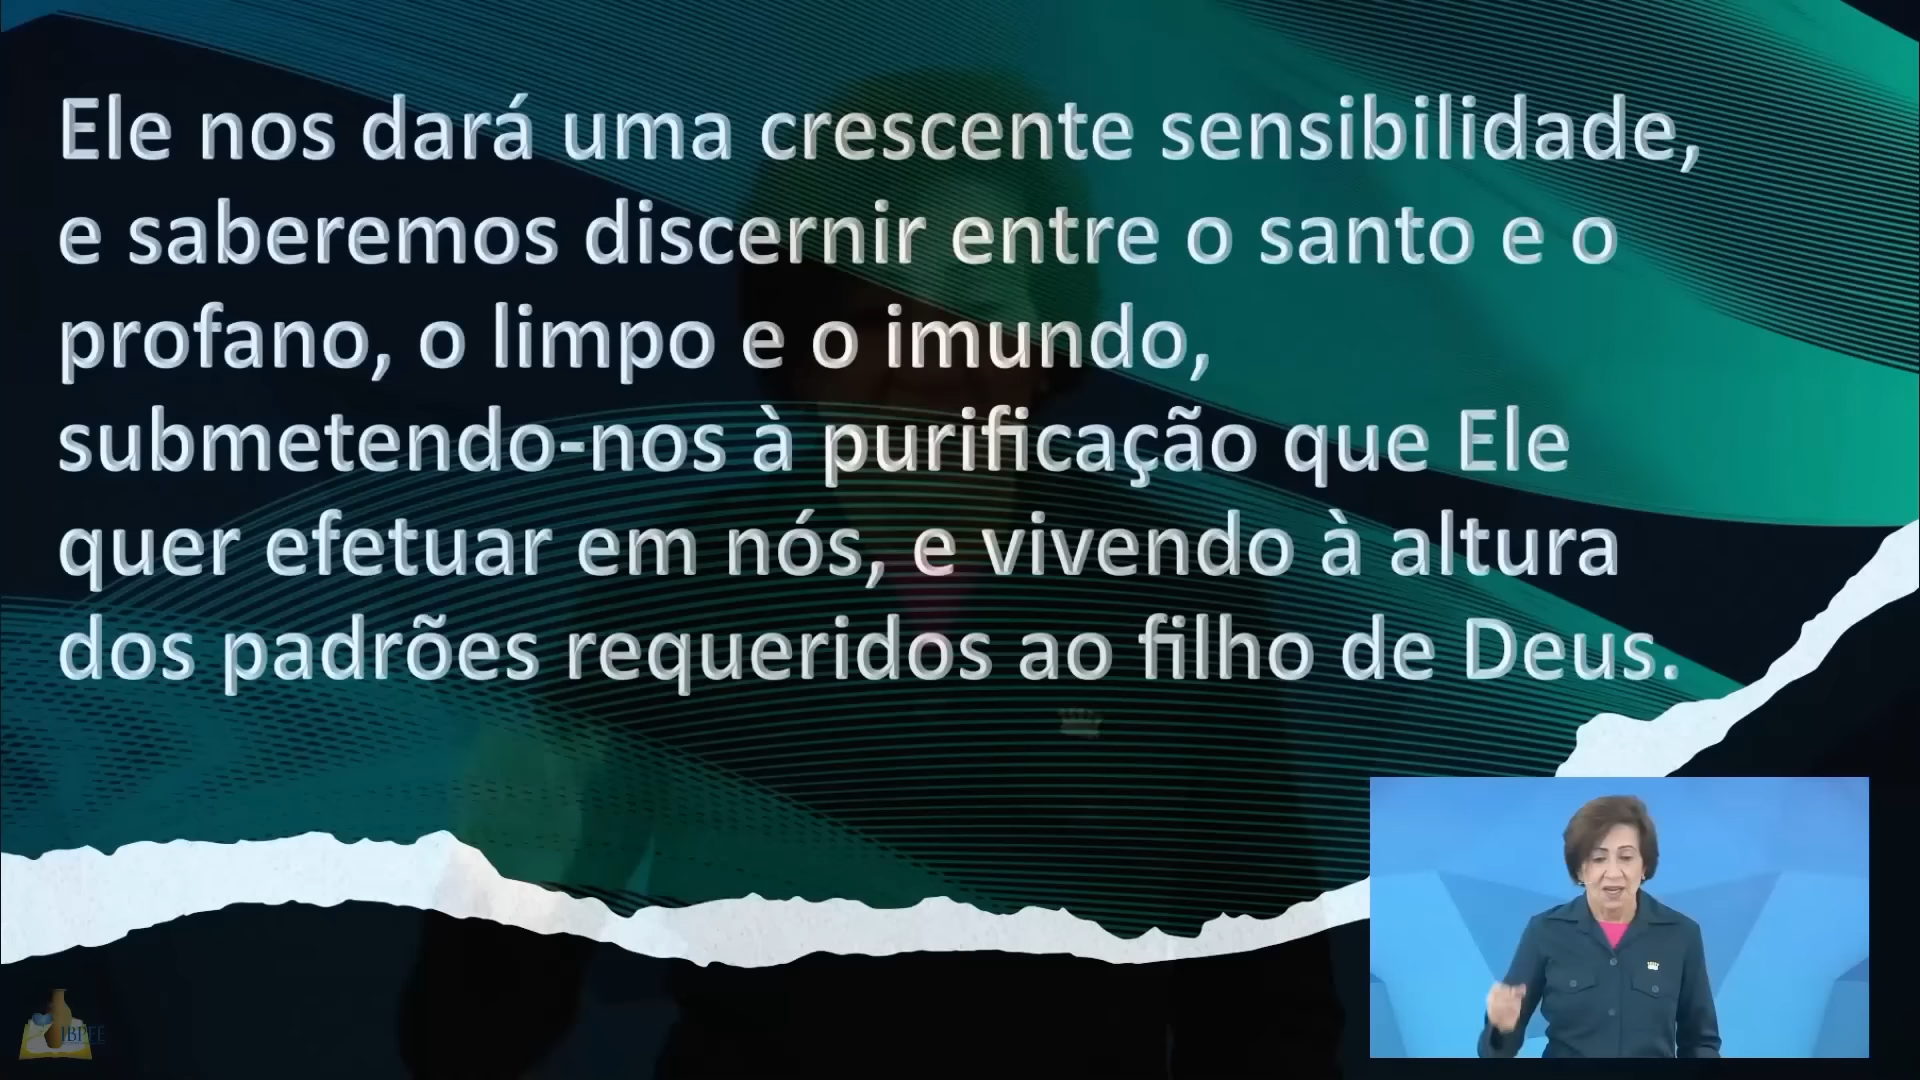 Ele nos dará uma crescente sensibilidade,
e saberemos discernir entre o santo e o
profano, o limpo e o imundo,
submetendo-nos à purificação que Ele
quer efetuar em nós, e vivendo à altura
dos padrões requeridos ao filho de Deus.